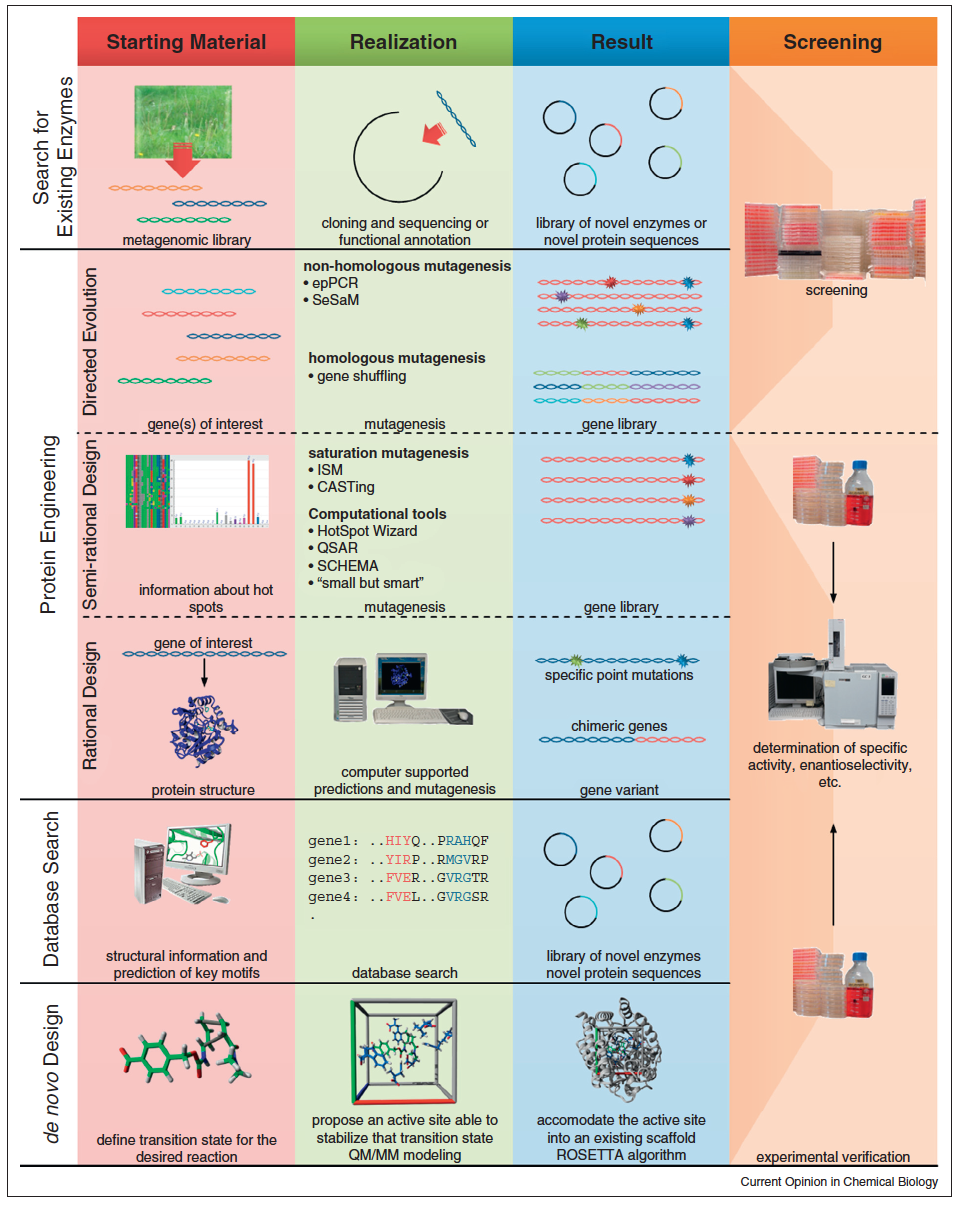 Starting Material
Realization
Result
Screening
Search for
Existing Enzymes
metagenomic library
cloning and sequencing or
functional annotation
library of novel enzymes or
novel protein sequences
screening
Protein Engineering
Directed Evolution
gene(s) of interest
non-homologous mutagenesis
• epPCR
• SeSaM
homologous mutagenesis
• gene shuffling
mutagenesis
gene library
Semi-rational Design
information about hot
spots
saturation mutagenesis
• ISM
• CASTing
Computational tools
• HotSpot Wizard
• QSAR
• SCHEMA
• “small but smart”
mutagenesis
gene library
Rational Design
gene of interest
protein structure
computer supported
predictions and mutagenesis
specific point mutations
chimeric genes
gene variant
determination of specific
activity, enantioselectivity,
etc.
Database Search
structural information and
prediction of key motifs
gene1: ..HIYQ..PRAHQF
gene2: ..YIRP..RMGVRP
gene3: ..FVER..GVRGTR
gene4: ..FVEL..GVRGSR
.
database search
library of novel enzymes
novel protein sequences
de novo Design
define transition state for the
desired reaction
propose an active site able to
stabilize that transition state
QM/MM modeling
accomodate the active site
into an existing scaffold
ROSETTA algorithm
experimental verification
Current Opinion in Chemical Biology